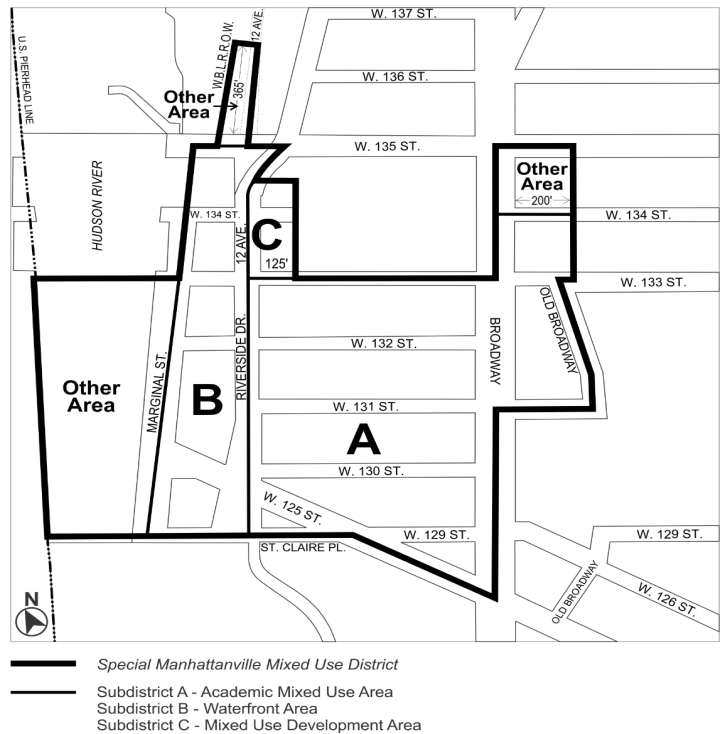 W. 137 ST.
12 AVE.
W.B.L.R.R.O.W.
U.S. PIERHEAD LINE
W. 136 ST.
365'
Other
Area
W. 135 ST.
Other
Area
200'
HUDSON RIVER
W. 134 ST.
W. 134 ST.
12 AVE.
C
125'
W. 133 ST.
OLD BROADWAY
BROADWAY
RIVERSIDE DR.
W. 132 ST.
MARGINAL ST.
Other
Area
B
W. 131 ST.
A
W. 130 ST.
W. 125 ST.
W. 129 ST.
W. 129 ST.
ST. CLAIRE PL.
OLD BROADWAY
W. 126 ST.
N
Special Manhattanville Mixed Use District
Subdistrict A - Academic Mixed Use Area
Subdistrict B - Waterfront Area
Subdistrict C - Mixed Use Development Area